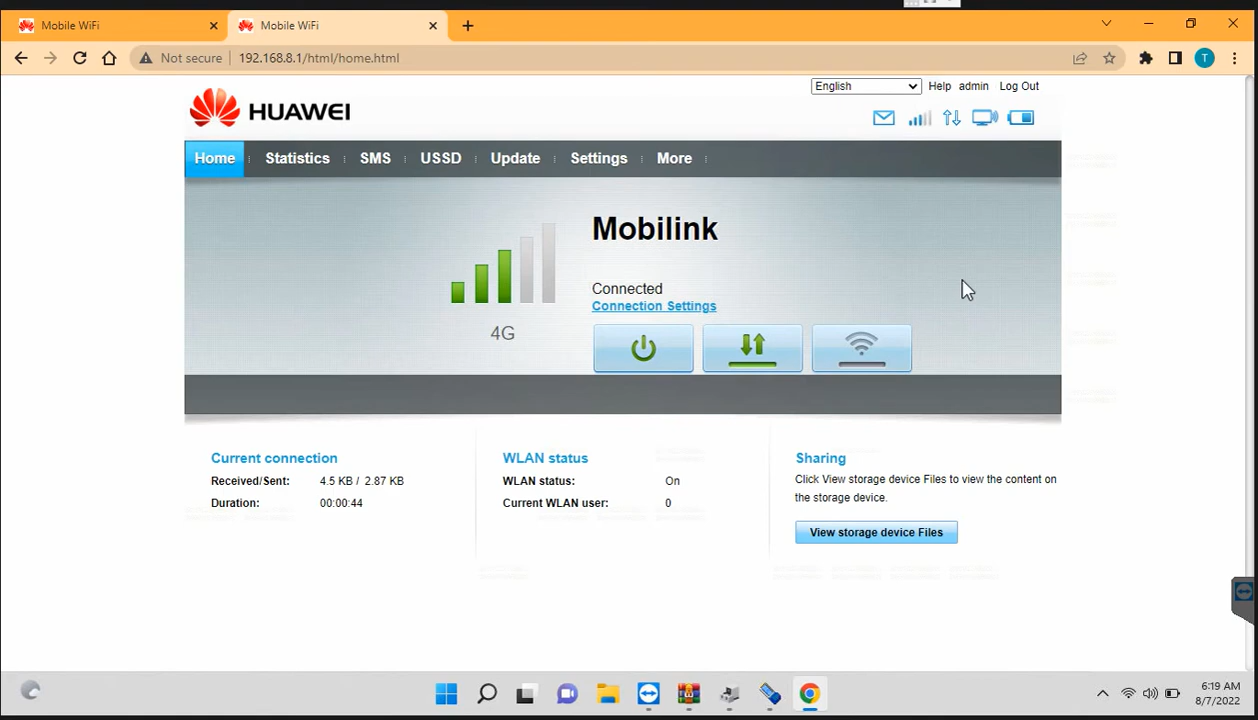 Mobile WiFi
Mobile WiFi
Not secure
192.168.8.1/html/home.html
T
English
Help
admin
Log Out
HUAWEI
Home
Statistics
SMS
USSD
Update
Settings
More
Mobilink
Connected
Connection Settings
4G
Current connection
Received/Sent: 4.5 KB / 2.87 KB
Duration: 00:00:44
WLAN status
WLAN status: On
Current WLAN user: 0
Sharing
Click View storage device Files to view the content on
the storage device.
View storage device Files
6:19 AM
8/7/2022